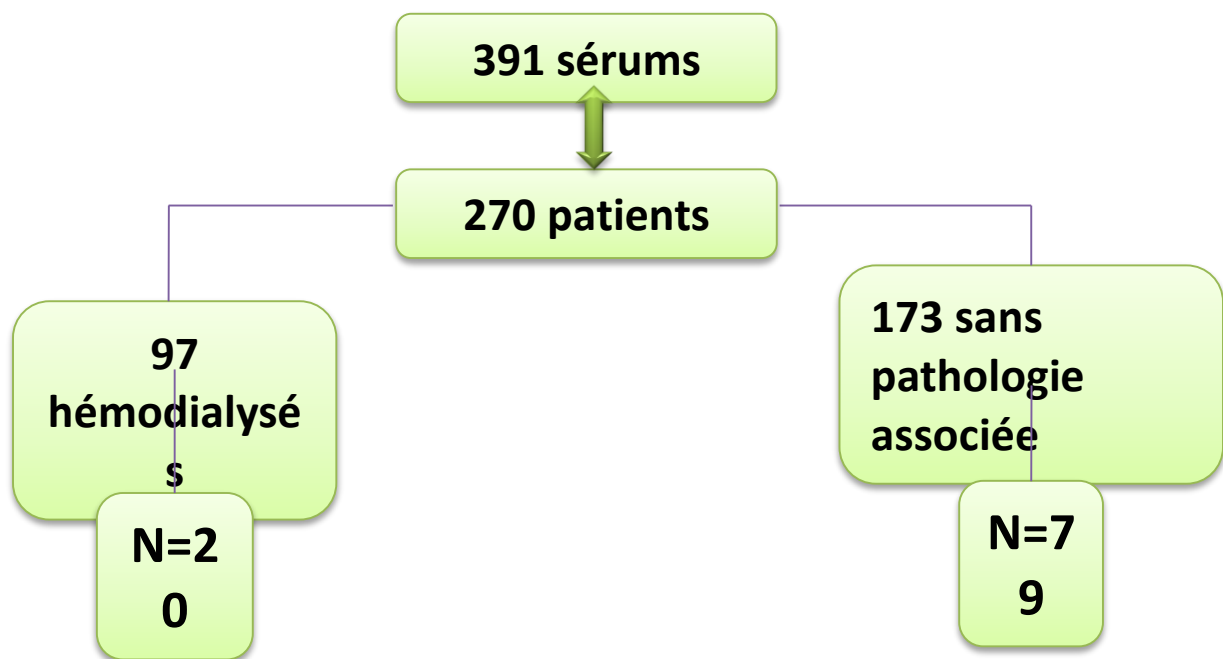 391 sérums
270 patients
97
hémodialysé
s
173 sans
pathologie
associée
N=2
0
N=7
9